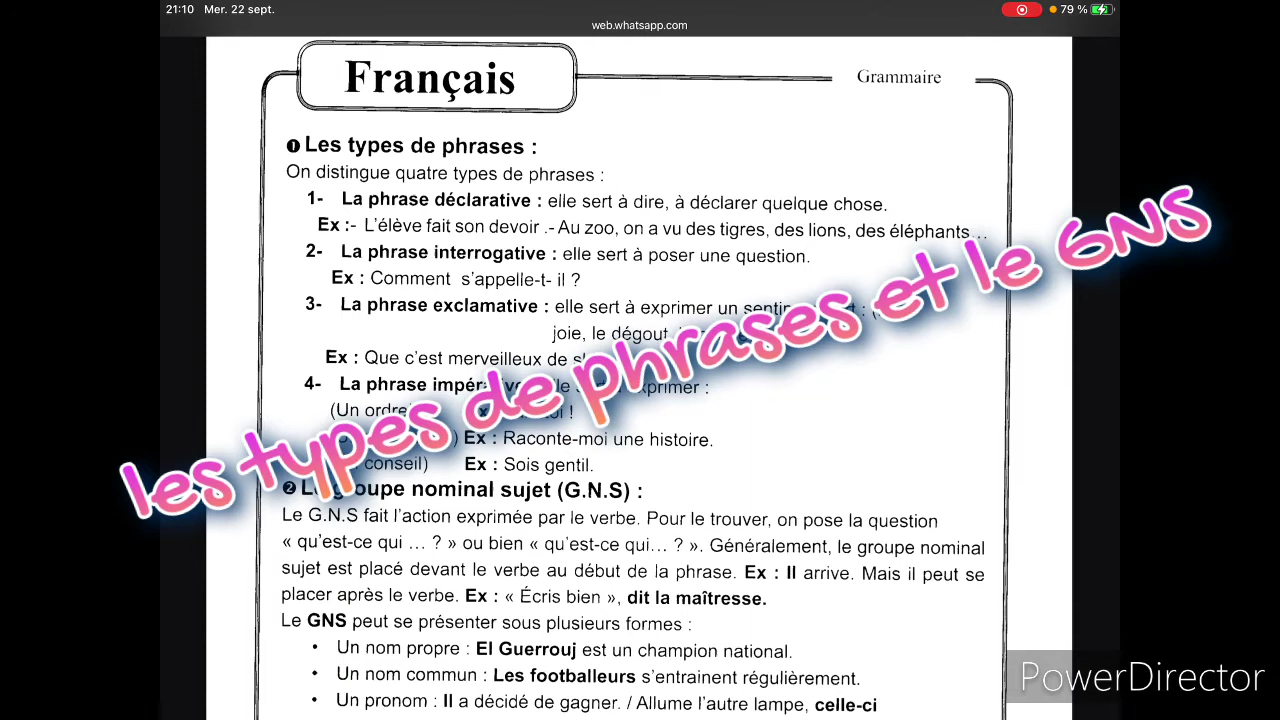 21:10 Mer. 22 sept.
79 %
web.whatsapp.com
Français
Grammaire
❶ Les types de phrases :
On distingue quatre types de phrases :
1- La phrase déclarative : elle sert à dire, à déclarer quelque chose.
Ex :- L'élève fait son devoir .- Au zoo, on a vu des tigres, des lions, des éléphants…
2- La phrase interrogative : elle sert à poser une question.
Ex : Comment s'appelle-t- il ?
3- La phrase exclamative : elle sert à exprimer un
joie, le dégout,
Ex : Que c'est merveilleux de
4- La phrase
exprimer :
(Un ordre
!
Ex : Raconte-moi une histoire.
conseil) Ex : Sois gentil.
les types de phrases et le GNS
❷ groupe nominal sujet (G.N.S) :
Le G.N.S fait l'action exprimée par le verbe. Pour le trouver, on pose la question
« qu'est-ce qui … ? » ou bien « qu'est-ce qui… ? ». Généralement, le groupe nominal
sujet est placé devant le verbe au début de la phrase. Ex : Il arrive. Mais il peut se
placer après le verbe. Ex : « Écris bien », dit la maîtresse.
Le GNS peut se présenter sous plusieurs formes :
• Un nom propre : El Guerrouj est un champion national.
• Un nom commun : Les footballeurs s'entrainent régulièrement.
• Un pronom : Il a décidé de gagner. / Allume l'autre lampe, celle-ci
PowerDirector